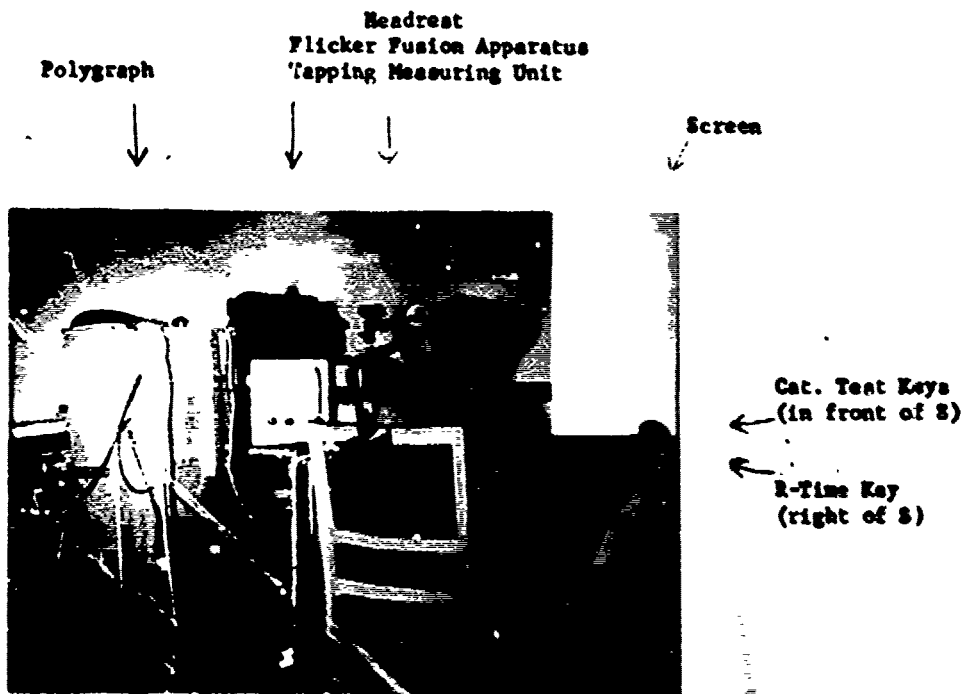 Headrest
Flicker Fusion Apparatus
Polygraph
Tapping Measuring Unit
Screen
Cat. Test Keys
(in front of S)
R-Time Key
(right of S)